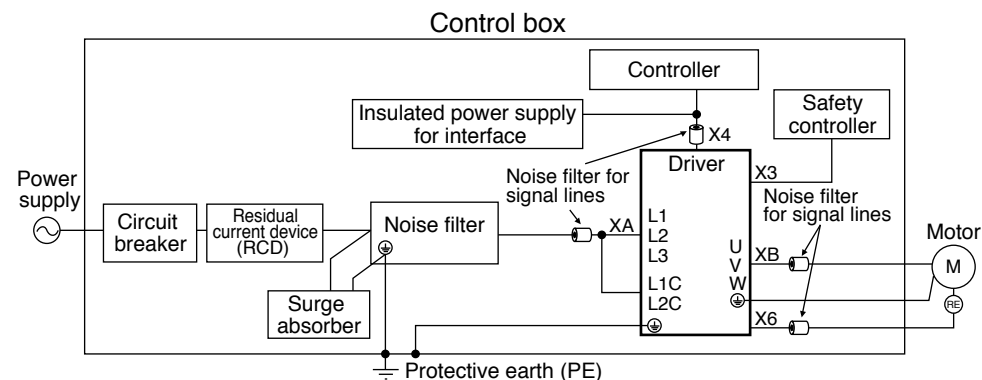 Control box
Controller
Insulated power supply
for interface
Safety
controller
X4
Driver
X3
Noise filter for
signal lines
Noise filter
for signal lines
Power
supply
Circuit
breaker
Residual
current device
(RCD)
Noise filter
XA
L1
L2
L3
L1C
L2C
U
V
W
XB
X6
Motor
M
RE
Surge
absorber
Protective earth (PE)